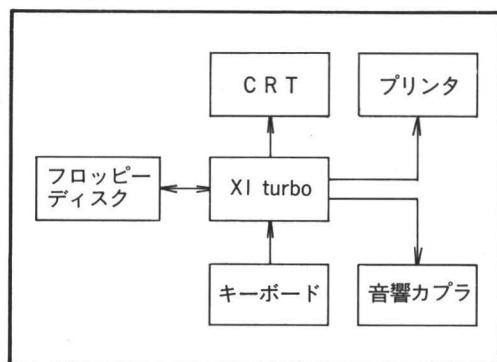 CRT
プリンタ
フロッピー
ディスク
XI turbo
キーボード
音響カプラ